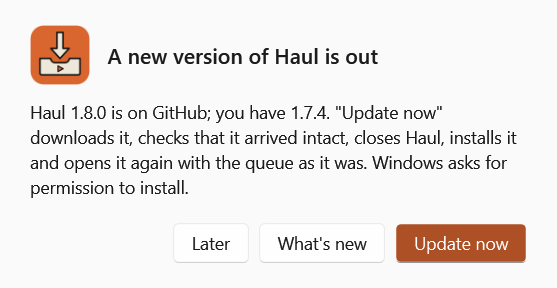 A new version of Haul is out
Haul 1.8.0 is on GitHub; you have 1.7.4. "Update now"
downloads it, checks that it arrived intact, closes Haul, installs it
and opens it again with the queue as it was. Windows asks for
permission to install.
Later
What's new
Update now